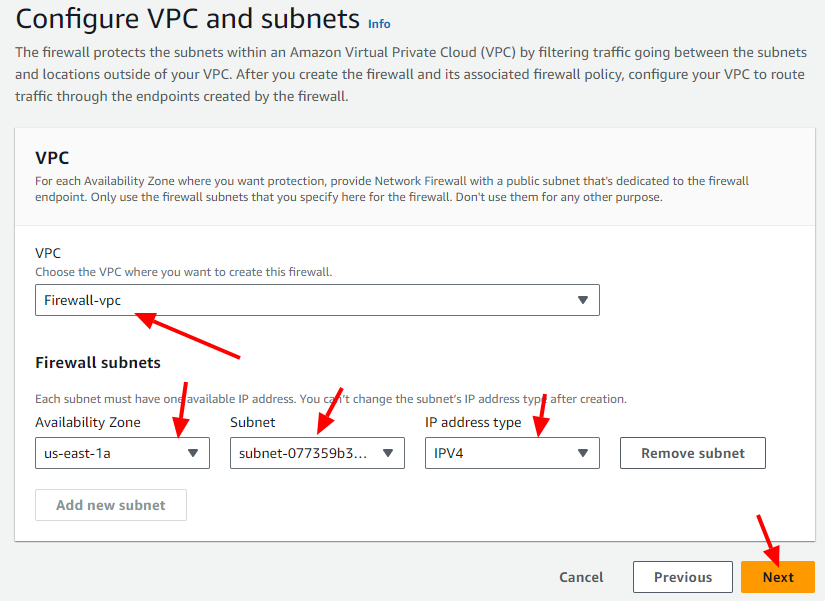 Configure VPC and subnets Info
The firewall protects the subnets within an Amazon Virtual Private Cloud (VPC) by filtering traffic going between the subnets
and locations outside of your VPC. After you create the firewall and its associated firewall policy, configure your VPC to route
traffic through the endpoints created by the firewall.
VPC
For each Availability Zone where you want protection, provide Network Firewall with a public subnet that's dedicated to the firewall
endpoint. Only use the firewall subnets that you specify here for the firewall. Don't use them for any other purpose.
VPC
Choose the VPC where you want to create this firewall.
Firewall-vpc
Firewall subnets
Each subnet must have one available IP address. You can't change the subnet's IP address type after creation.
Availability Zone Subnet IP address type
us-east-1a subnet-077359b3... IPV4 Remove subnet
Add new subnet
Cancel Previous Next